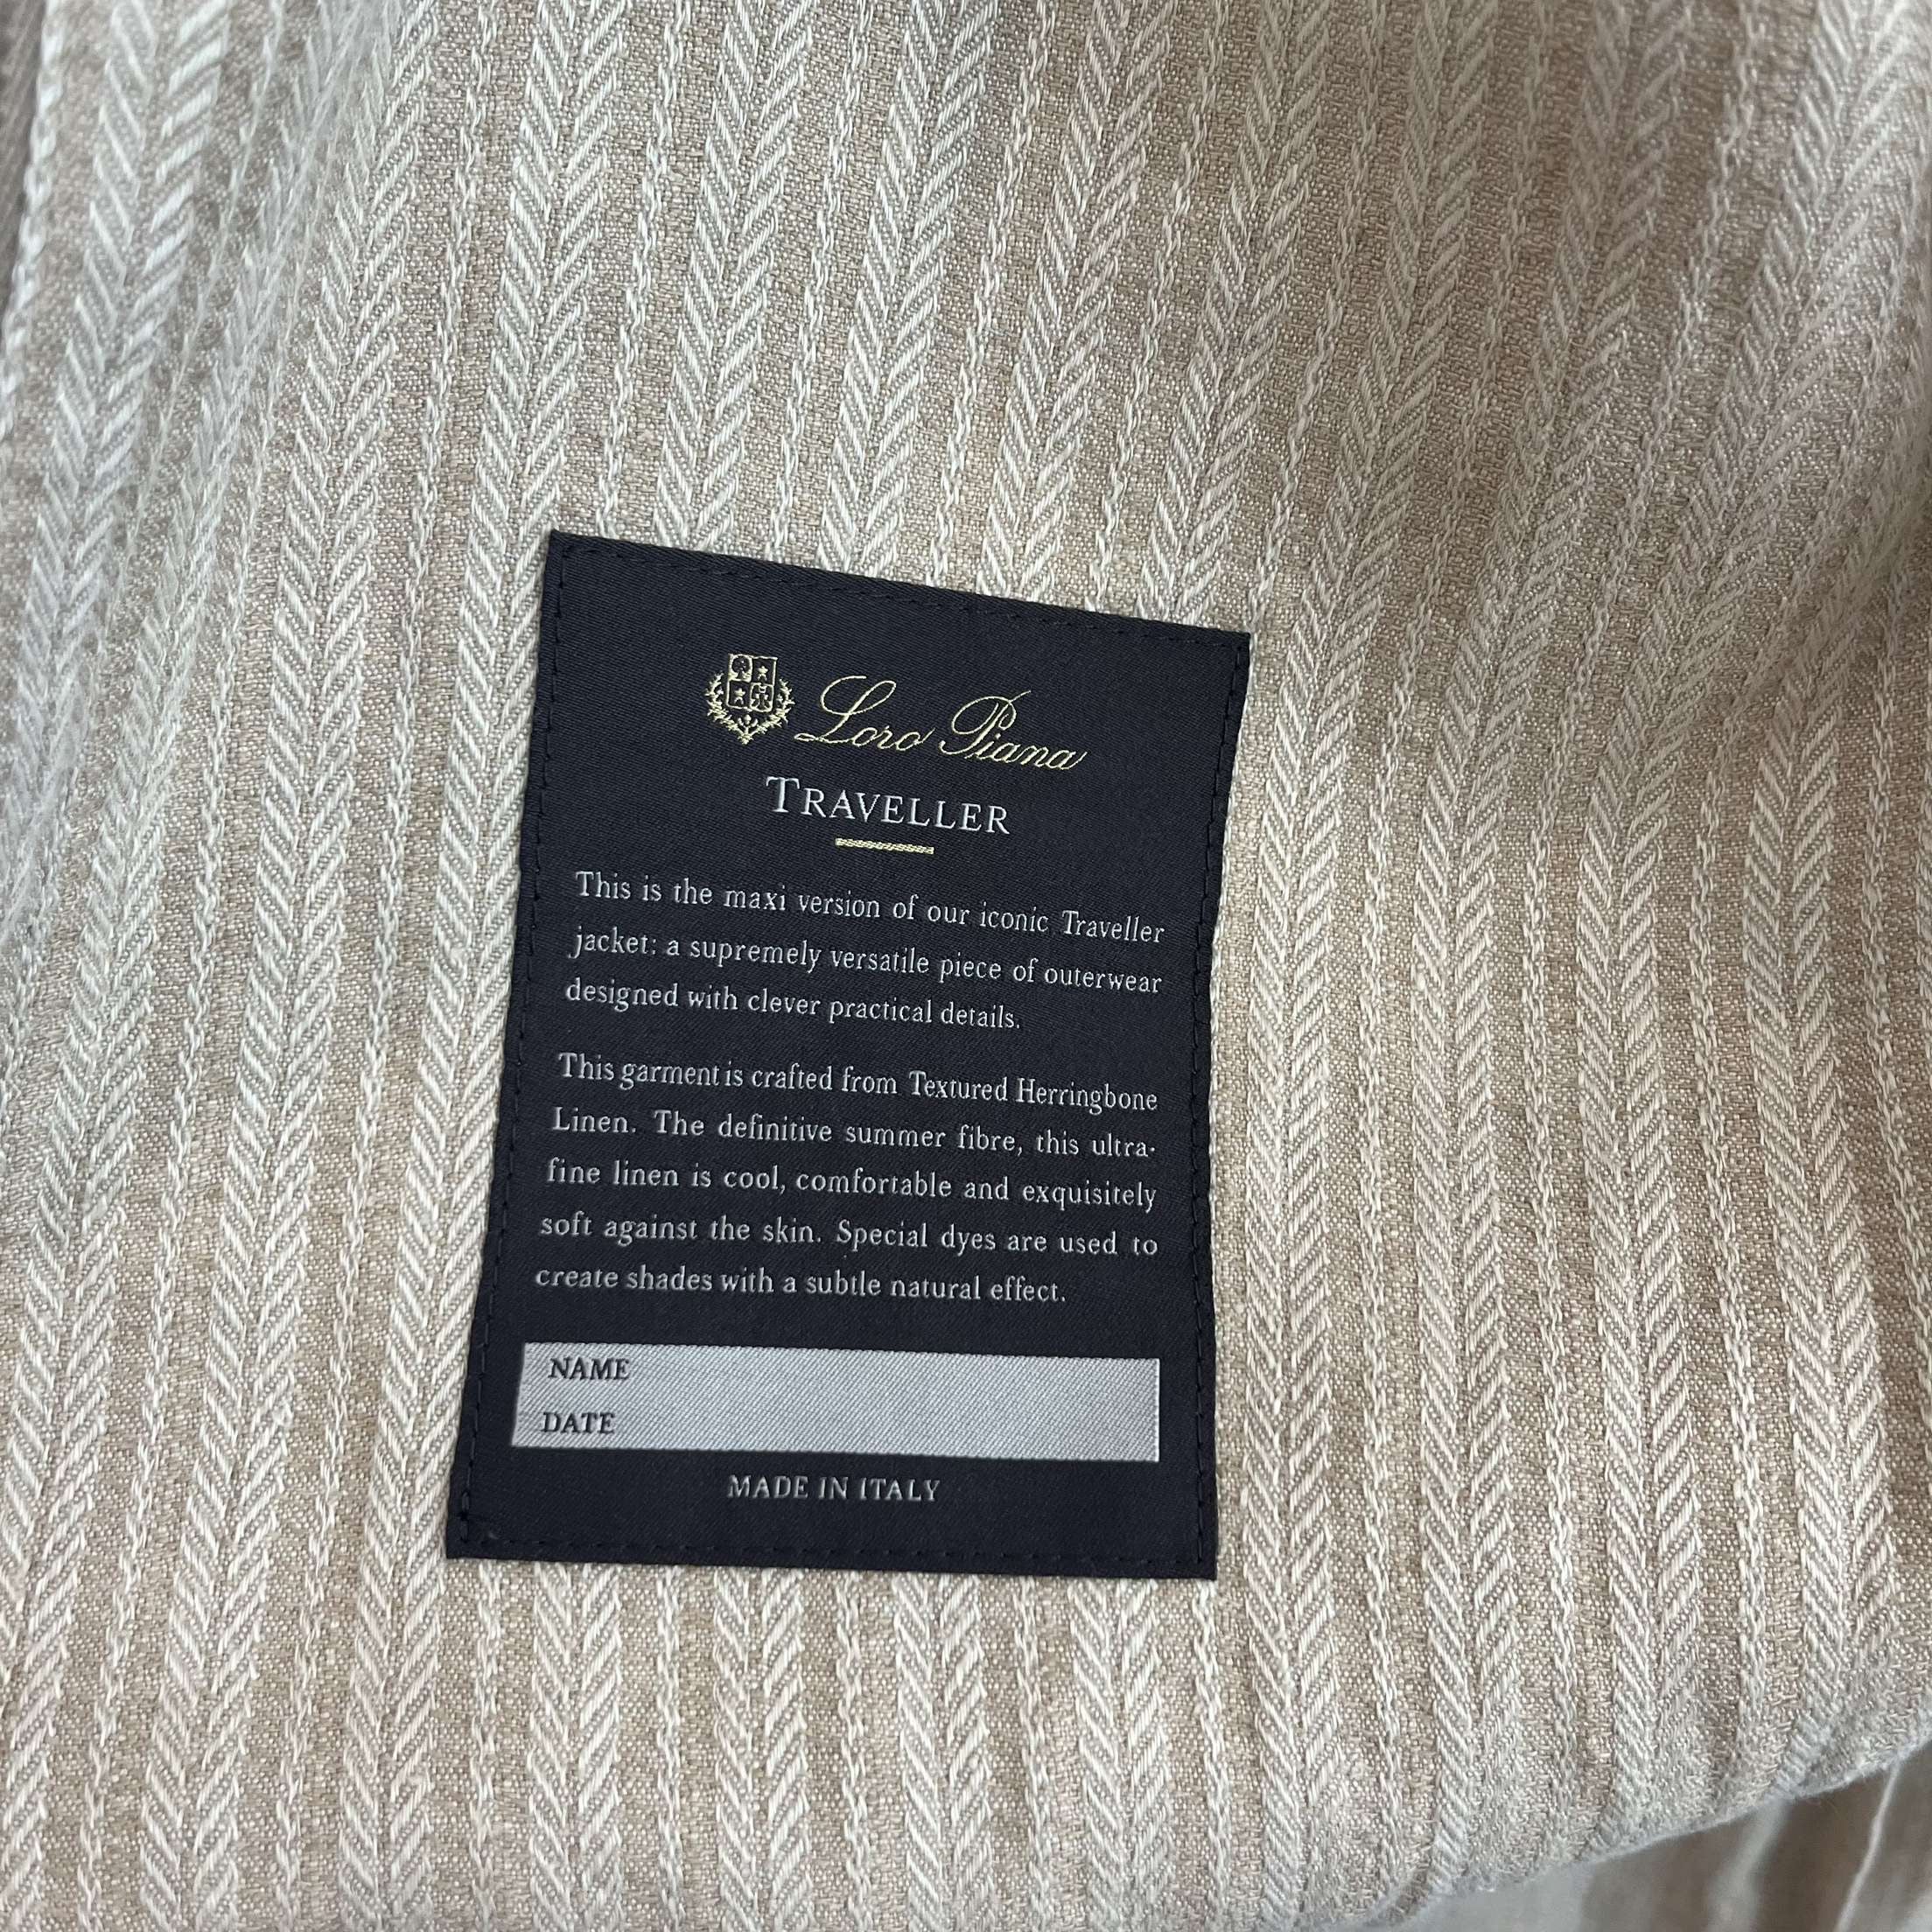 Loro Piana
TRAVELLER
This is the maxi version of our iconic Traveller
jacket: a supremely versatile piece of outerwear
designed with clever practical details.
This garment is crafted from Textured Herringbone
Linen. The definitive summer fibre, this ultra-
fine linen is cool, comfortable and exquisitely
soft against the skin. Special dyes are used to
create shades with a subtle natural effect.
NAME
DATE
MADE IN ITALY